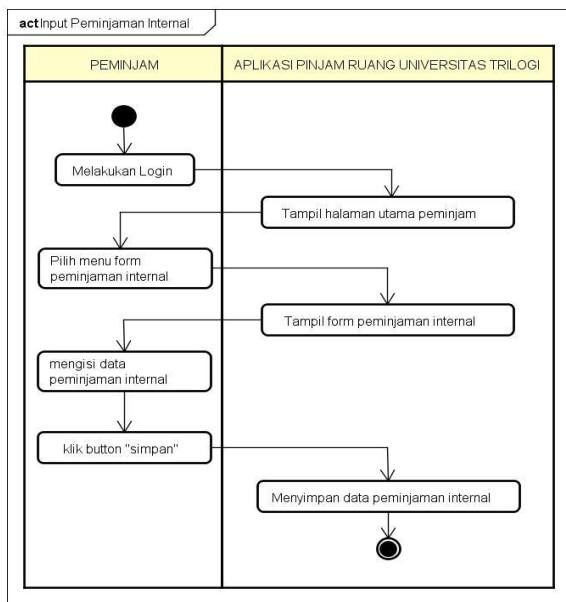 act Input Peminjaman Internal
PEMINJAM
APLIKASI PINJAM RUANG UNIVERSITAS TRILOGI
Melakukan Login
Tampil halaman utama peminjam
Pilih menu form
peminjaman internal
Tampil form peminjaman internal
mengisi data
peminjaman internal
klik button "simpan"
Menyimpan data peminjaman internal